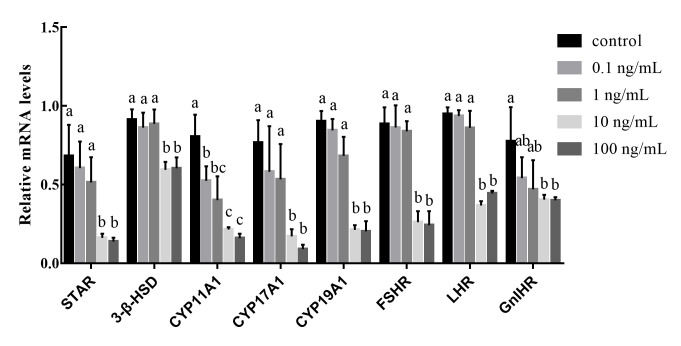 Relative mRNA levels
1.5
1.0
0.5
0.0
control
0.1 ng/mL
1 ng/mL
10 ng/mL
100 ng/mL
a a a b b
a a a b b
a b bc c c
a a a b b
a a a b b
a a a b b
a a a b b
a ab ab b b
STAR
3-β-HSD
CYP11A1
CYP17A1
CYP19A1
FSHR
LHR
GnIHR